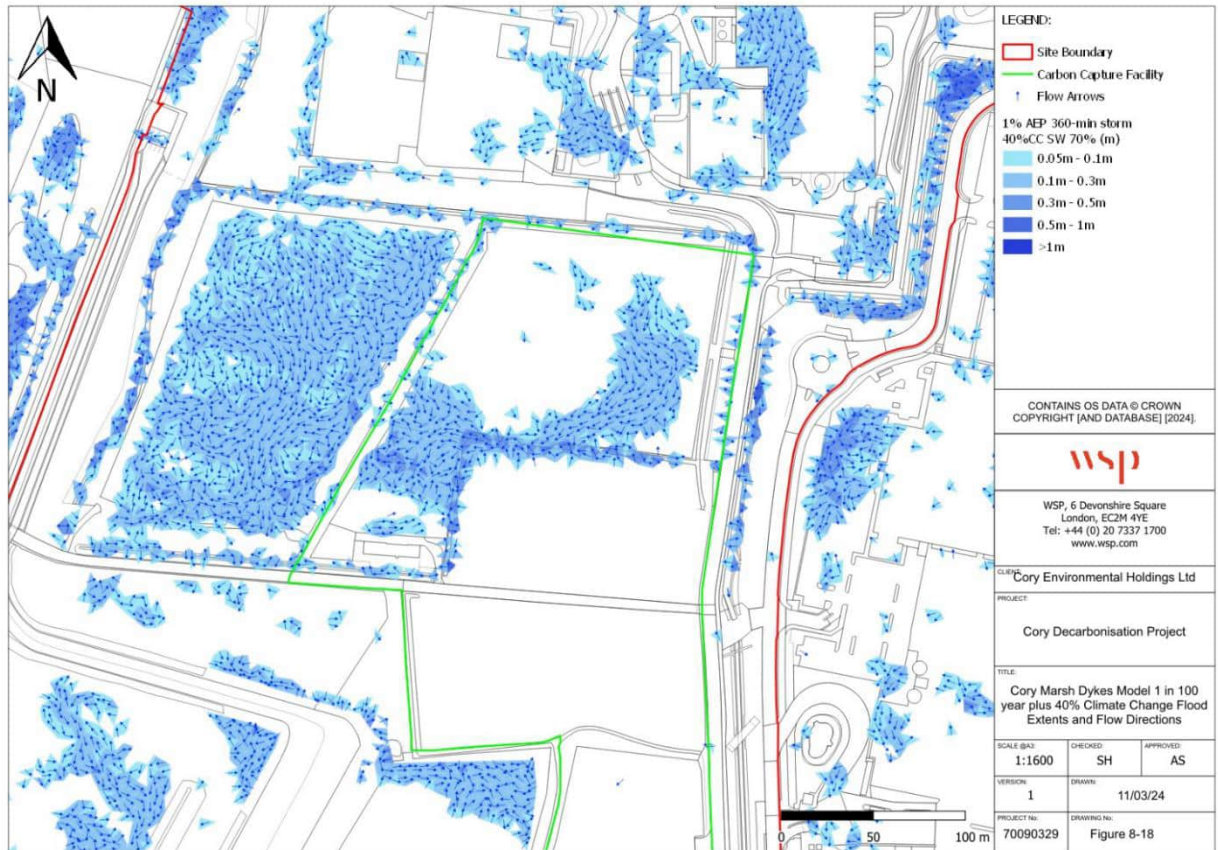 N
LEGEND:
Site Boundary
Carbon Capture Facility
Flow Arrows
1% AEP 360-min storm
40%CC SW 70% (m)
0.05m - 0.1m
0.1m - 0.3m
0.3m - 0.5m
0.5m - 1m
>1m
CONTAINS OS DATA © CROWN
COPYRIGHT [AND DATABASE] [2024].
wsp
WSP, 6 Devonshire Square
London, EC2M 4YE
Tel: +44 (0) 20 7337 1700
www.wsp.com
CLIENT:
Cory Environmental Holdings Ltd
PROJECT:
Cory Decarbonisation Project
TITLE:
Cory Marsh Dykes Model 1 in 100
year plus 40% Climate Change Flood
Extents and Flow Directions
SCALE @A3: CHECKED: APPROVED:
1:1600 SH AS
VERSION: DRAWN:
1 11/03/24
PROJECT No: DRAWING No:
70090329 Figure 8-18
0 50 100 m